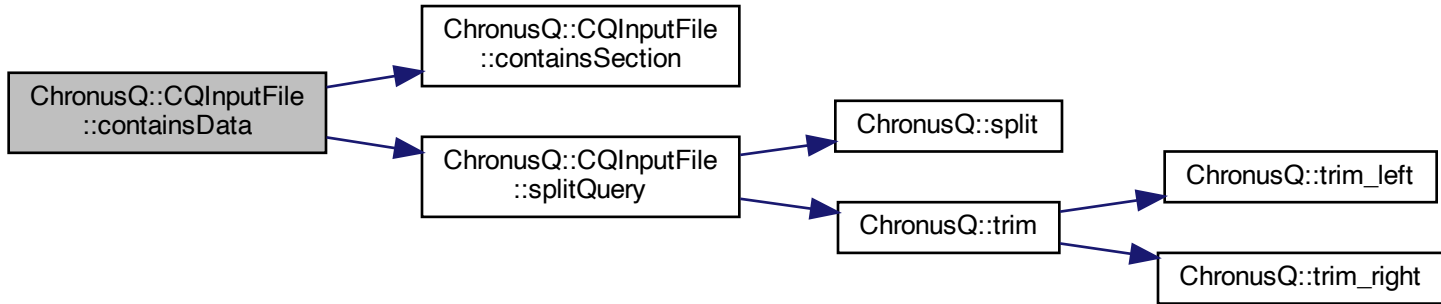 ChronusQ::CQInputFile
::containsData
ChronusQ::CQInputFile
::containsSection
ChronusQ::CQInputFile
::splitQuery
ChronusQ::split
ChronusQ::trim
ChronusQ::trim_left
ChronusQ::trim_right